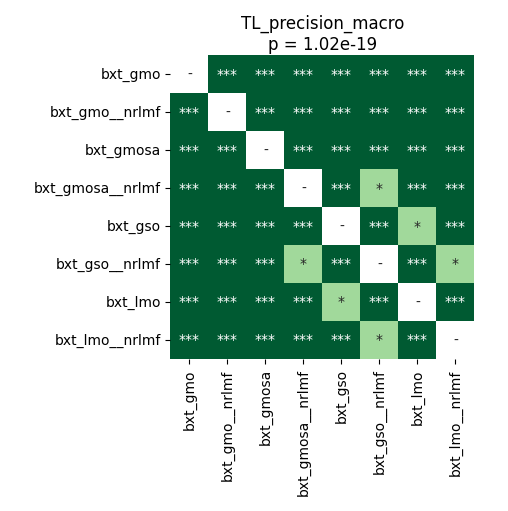 TL_precision_macro
p = 1.02e-19
bxt_gmo - *** *** *** *** *** *** ***
bxt_gmo__nrlmf *** - *** *** *** *** *** ***
bxt_gmosa *** *** - *** *** *** *** ***
bxt_gmosa__nrlmf *** *** *** - *** * *** ***
bxt_gso *** *** *** *** - *** * ***
bxt_gso__nrlmf *** *** *** * *** - *** *
bxt_lmo *** *** *** *** * *** - ***
bxt_lmo__nrlmf *** *** *** *** *** * *** -
bxt_gmo
bxt_gmo__nrlmf
bxt_gmosa
bxt_gmosa__nrlmf
bxt_gso
bxt_gso__nrlmf
bxt_lmo
bxt_lmo__nrlmf